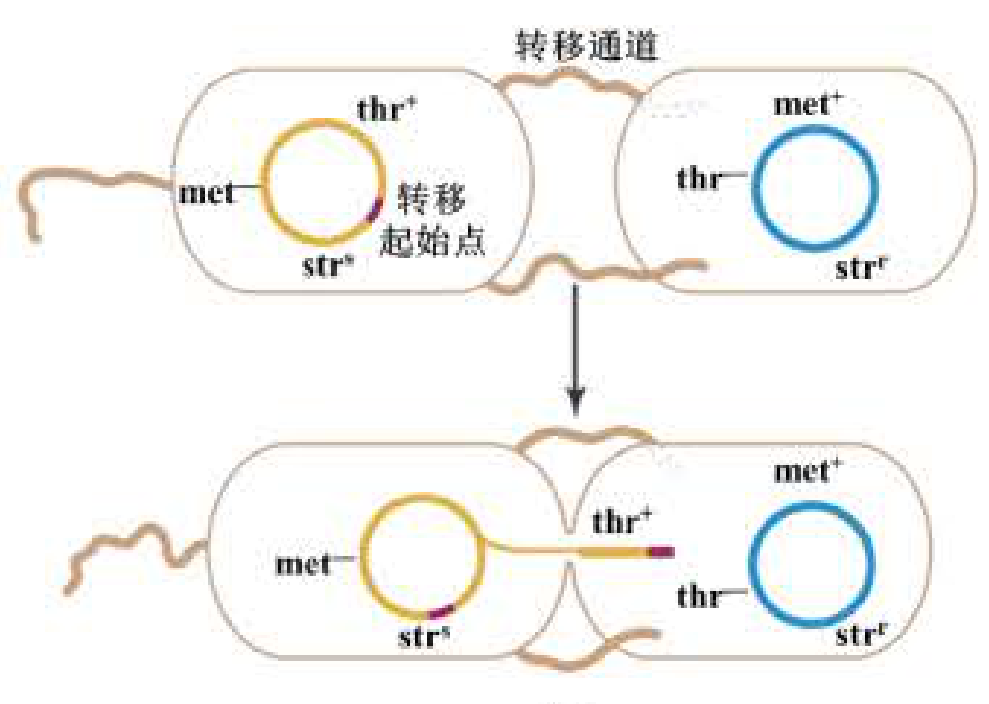 转移通道
thr⁺
met⁻
转移
起始点
strˢ
met⁺
thr⁻
strʳ
thr⁺
met⁻
strˢ
met⁺
thr⁻
strʳ